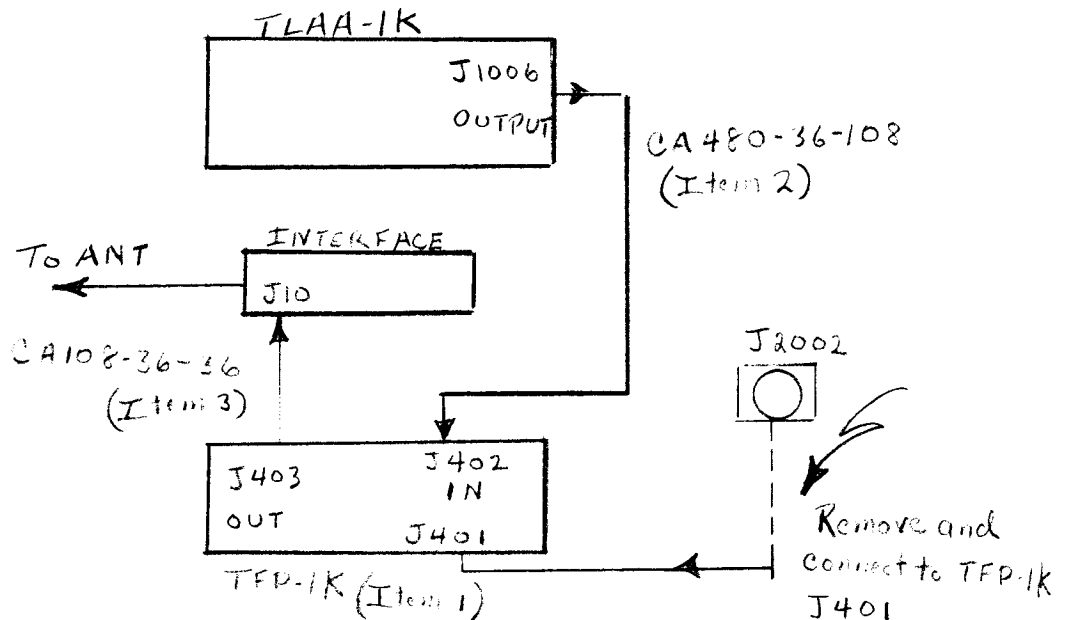 TLAA-1K
J1006
OUTPUT
CA480-36-108
(Item 2)
INTERFACE
To ANT
J10
CA108-36-36
(Item 3)
J2002
J403
OUT
J402
IN
J401
TFP-1K (Item 1)
Remove and
connect to TFP-1K
J401